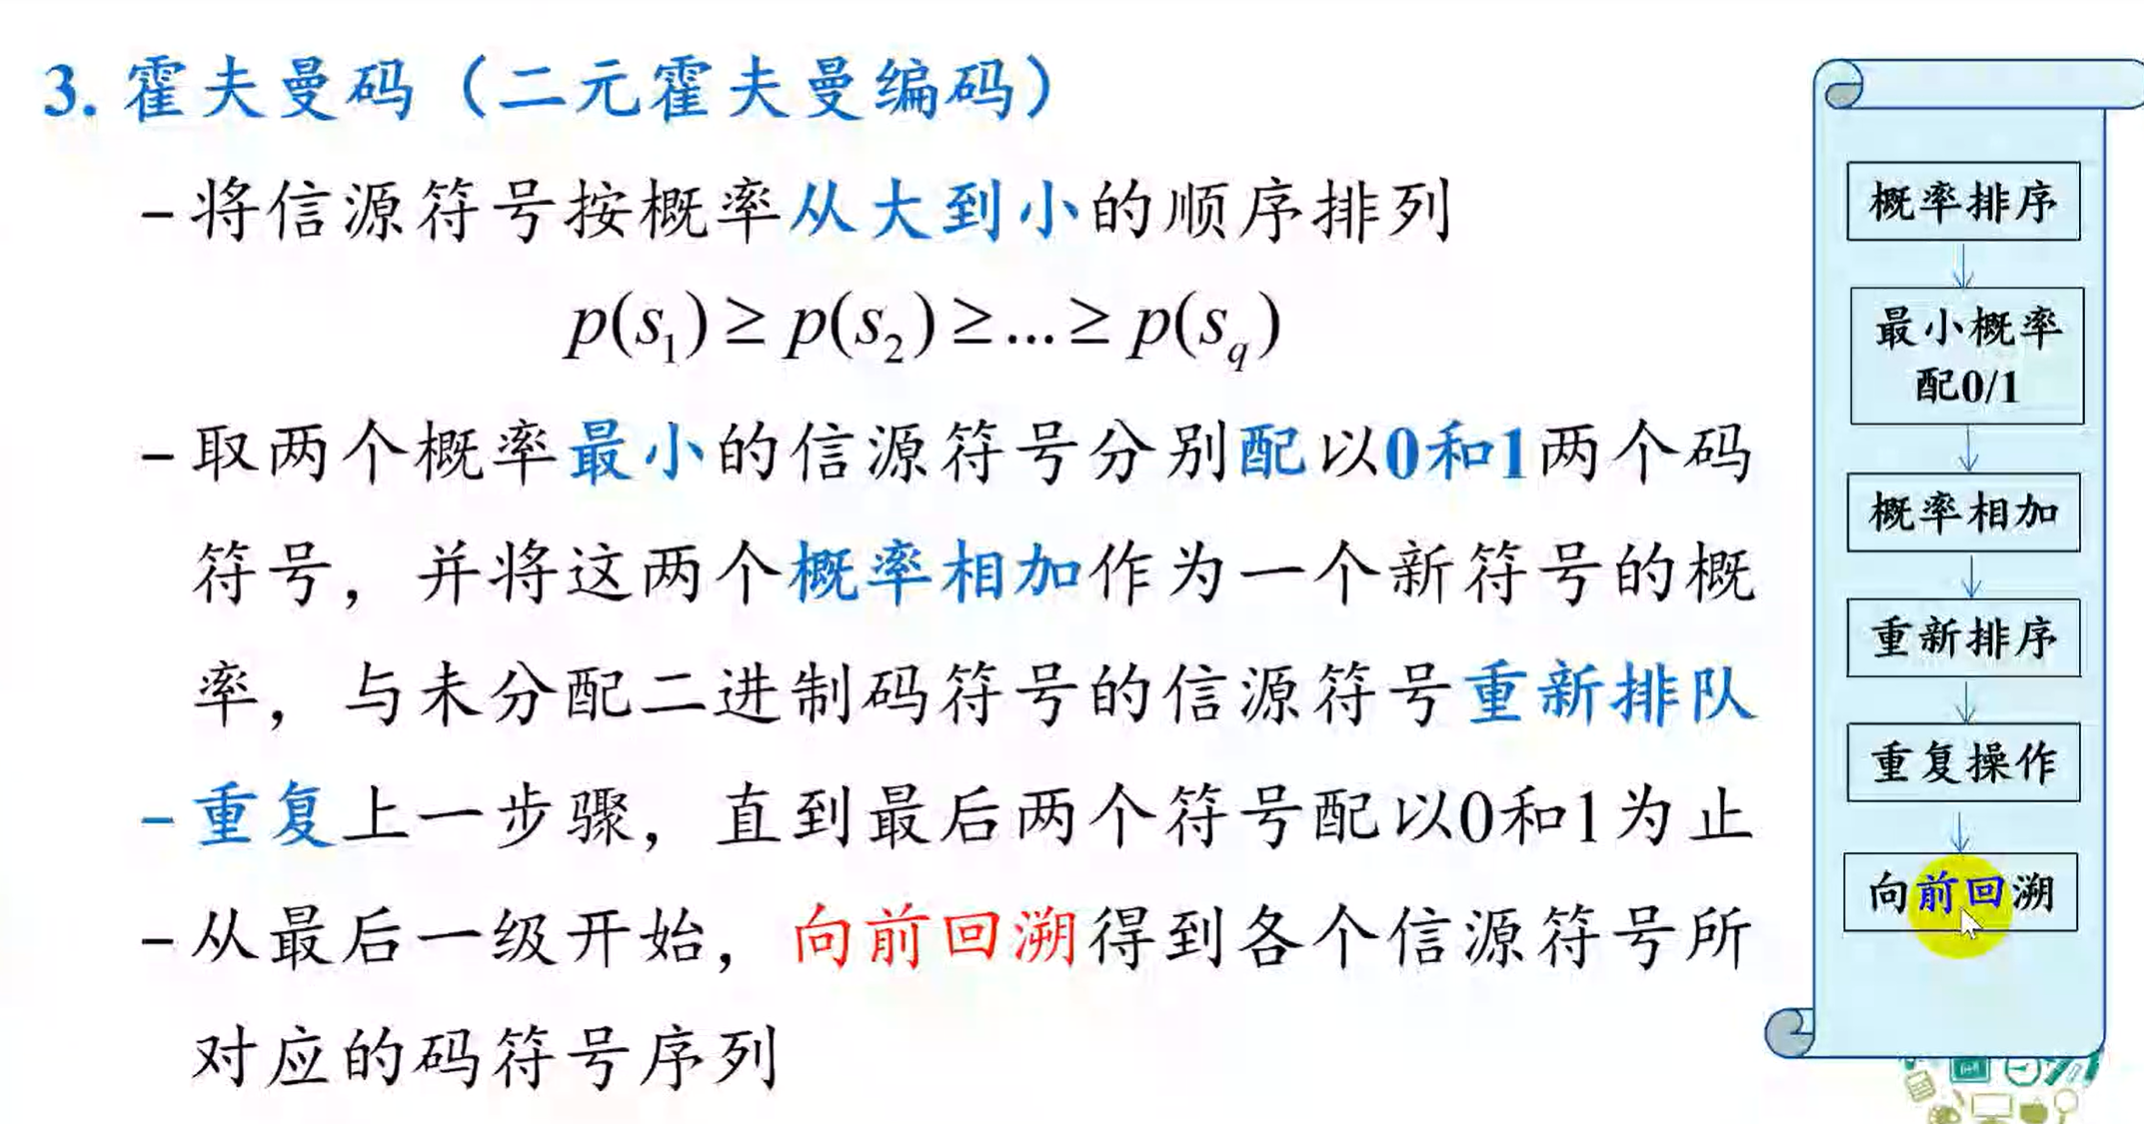 3. 霍夫曼码（二元霍夫曼编码）
–将信源符号按概率从大到小的顺序排列
p(s₁) ≥ p(s₂) ≥ ... ≥ p(s_q)
–取两个概率最小的信源符号分别配以0和1两个码
符号，并将这两个概率相加作为一个新符号的概
率，与未分配二进制码符号的信源符号重新排队
–重复上一步骤，直到最后两个符号配以0和1为止
–从最后一级开始，向前回溯得到各个信源符号所
对应的码符号序列
概率排序
最小概率
配0/1
概率相加
重新排序
重复操作
向前回溯